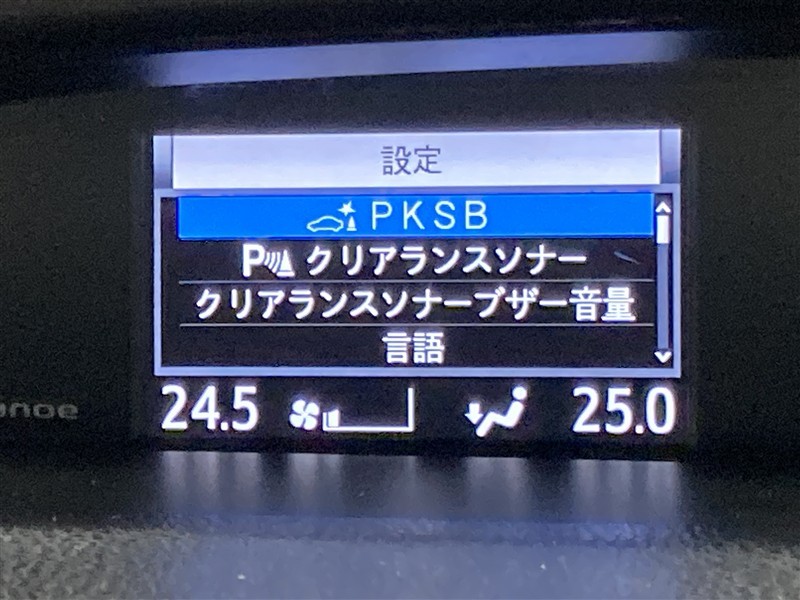 設定
PKSB
P クリアランスソナー
クリアランスソナーブザー音量
言語
24.5 25.0